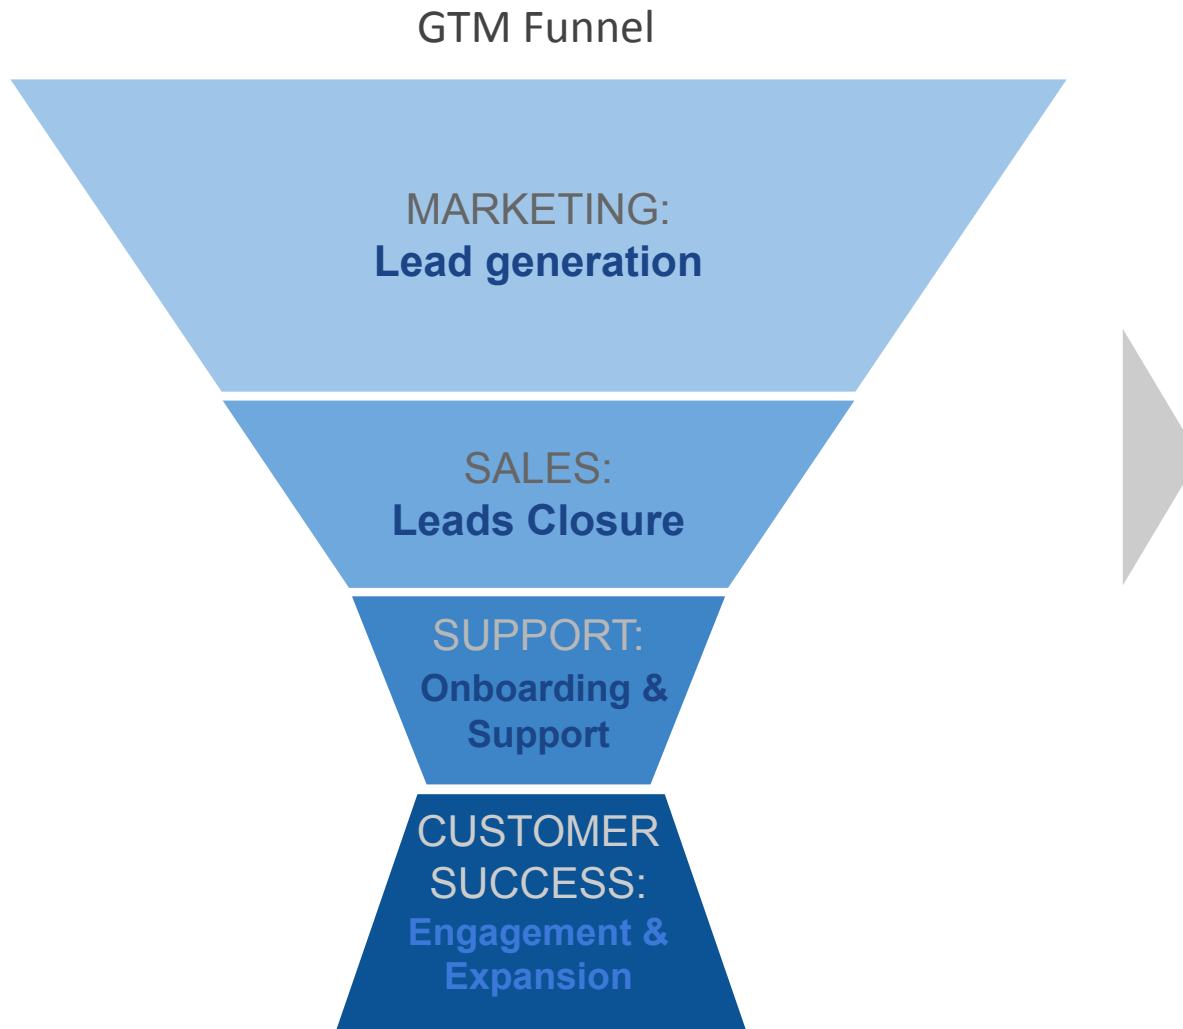 GTM Funnel
MARKETING:
Lead generation
SALES:
Leads Closure
SUPPORT:
Onboarding &
Support
CUSTOMER
SUCCESS:
Engagement &
Expansion